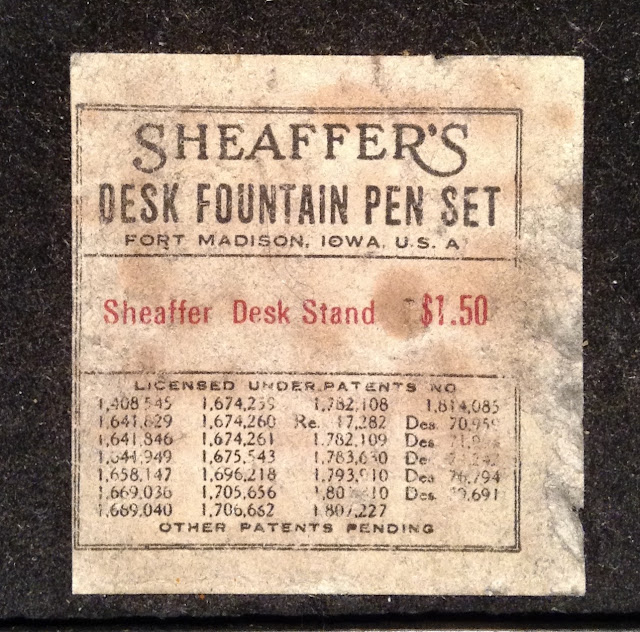 SHEAFFER'S
DESK FOUNTAIN PEN SET
FORT MADISON, IOWA, U.S.A
Sheaffer Desk Stand $1.50
LICENSED UNDER PATENTS NO
1,408,545 1,674,259 1,782,108 1,814,085
1,641,829 1,674,260 Re. 17,282 Des.
1,641,846 1,674,261 1,782,109 Des
1,675,543 1,783,630
1,658,147 1,696,218 1,793,910 Des 76,794
1,669,036 1,705,656 Des.
1,669,040 1,706,662 1,807,227
OTHER PATENTS PENDING